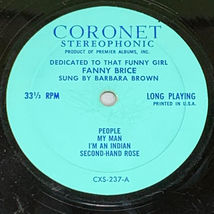 CORONET
STEREOPHONIC
PRODUCT OF PREMIER ALBUMS, INC.
DEDICATED TO THAT FUNNY GIRL
FANNY BRICE
SUNG BY BARBARA BROWN
33⅓ RPM
LONG PLAYING
PRINTED IN U.S.A.
PEOPLE
MY MAN
I'M AN INDIAN
SECOND-HAND ROSE
CXS-237-A